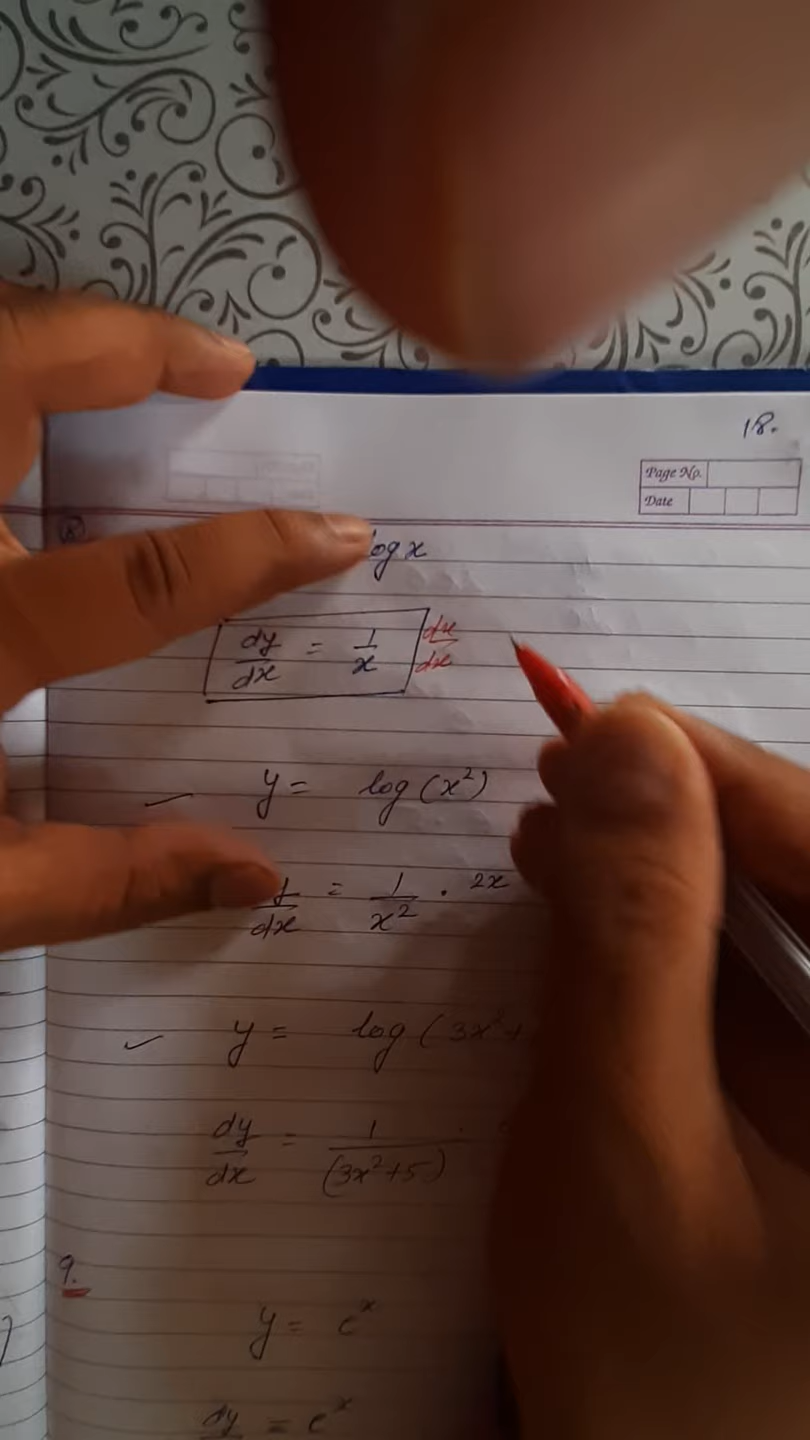 18.
Page No.
Date
8
log x
dy/dx = 1/x dx/dx
y = log (x²)
dx = 1/x² . 2x
y = log ( 3x²+
dy/dx = 1/(3x²+5) .
9.
y = eˣ
dy = eˣ